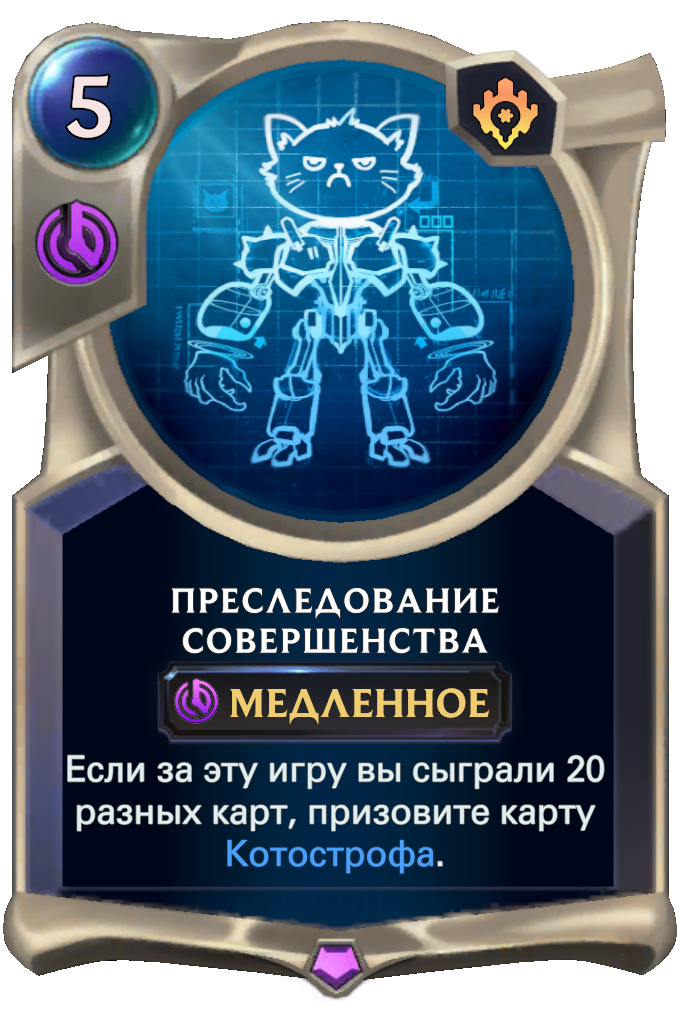 5
ПРЕСЛЕДОВАНИЕ
СОВЕРШЕНСТВА
МЕДЛЕННОЕ
Если за эту игру вы сыграли 20
разных карт, призовите карту
Котострофа.